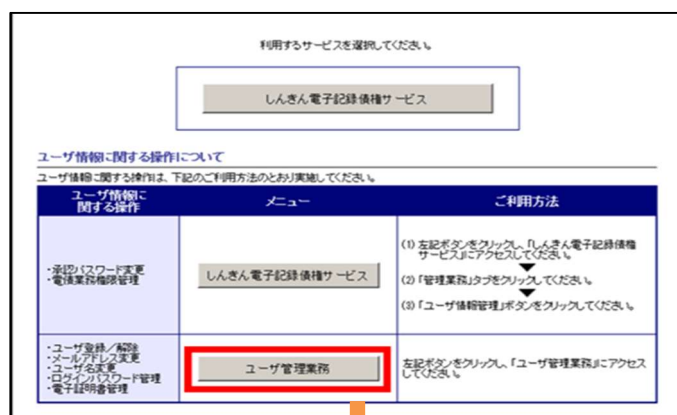 利用するサービスを選択してください。
しんきん電子記録債権サービス
ユーザ情報に関する操作について
ユーザ情報に関する操作は、下記のご利用方法のとおり実施してください。
ユーザ情報に
関する操作
メニュー
ご利用方法
・承認パスワード変更
・電債業務権限管理
しんきん電子記録債権サービス
(1) 左記ボタンをクリックし、「しんきん電子記録債権
サービス」にアクセスしてください。
(2) 「管理業務」タブをクリックしてください。
(3) 「ユーザ情報管理」ボタンをクリックしてください。
・ユーザ登録／解除
・メールアドレス変更
・ユーザ名変更
・ログインパスワード管理
・電子証明書管理
ユーザ管理業務
左記ボタンをクリックし、「ユーザ管理業務」にアクセス
してください。